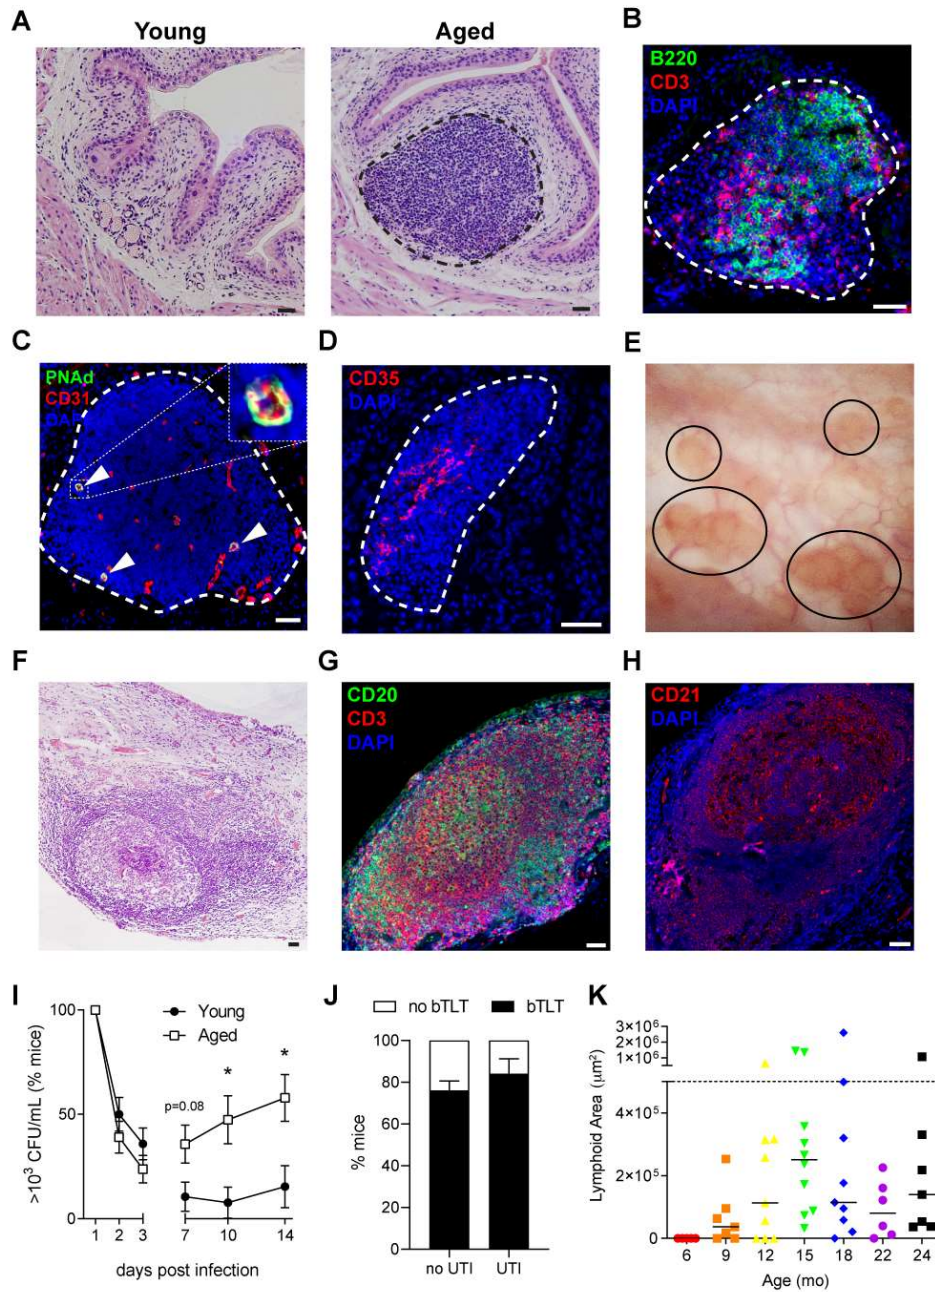 A
Young
Aged
B
B220
CD3
DAPI
C
PNAd
CD31
DAPI
D
CD35
DAPI
E
F
G
CD20
CD3
DAPI
H
CD21
DAPI
I
>10³ CFU/mL (% mice)
100
50
0
Young
Aged
p=0.08
*
*
1 2 3 7 10 14
days post infection
J
no bTLT bTLT
% mice
100
80
60
40
20
0
no UTI UTI
K
Lymphoid Area (μm²)
3×10⁶
2×10⁶
1×10⁶
4×10⁵
2×10⁵
0
6 9 12 15 18 22 24
Age (mo)